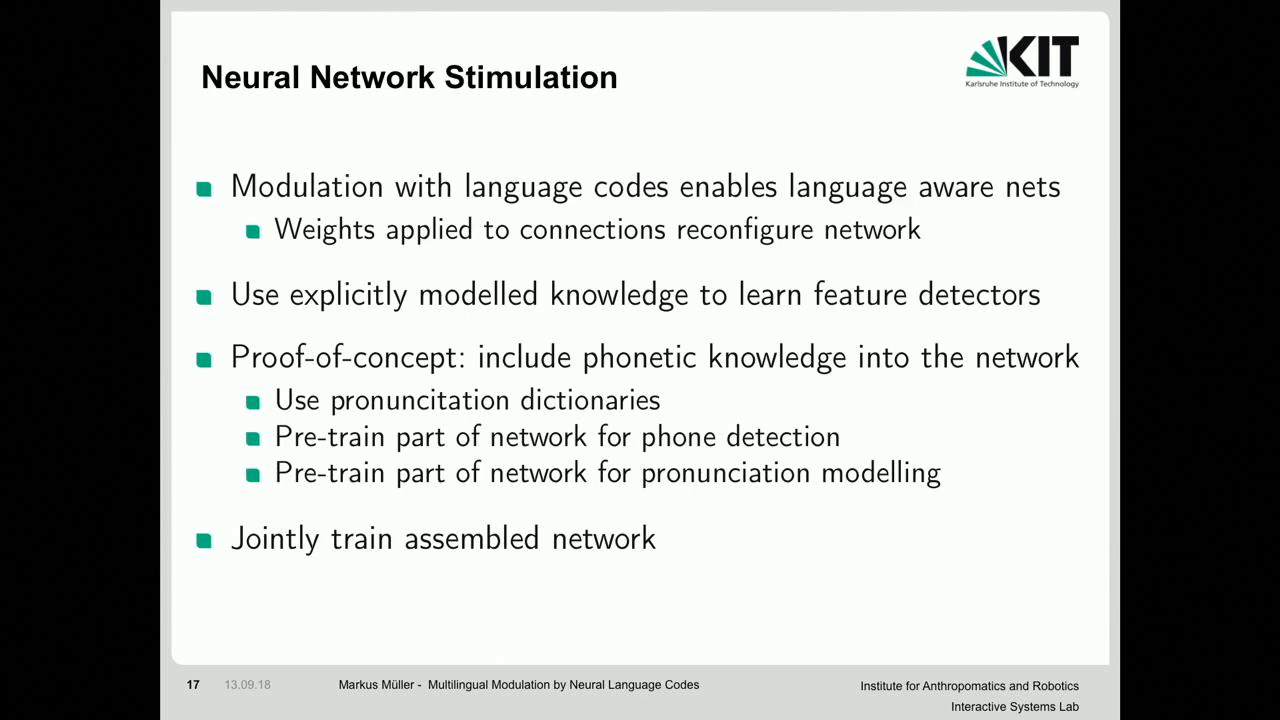 Neural Network Stimulation
KIT
Karlsruhe Institute of Technology
Modulation with language codes enables language aware nets
Weights applied to connections reconfigure network
Use explicitly modelled knowledge to learn feature detectors
Proof-of-concept: include phonetic knowledge into the network
Use pronuncitation dictionaries
Pre-train part of network for phone detection
Pre-train part of network for pronunciation modelling
Jointly train assembled network
17 13.09.18 Markus Müller - Multilingual Modulation by Neural Language Codes Institute for Anthropomatics and Robotics
Interactive Systems Lab